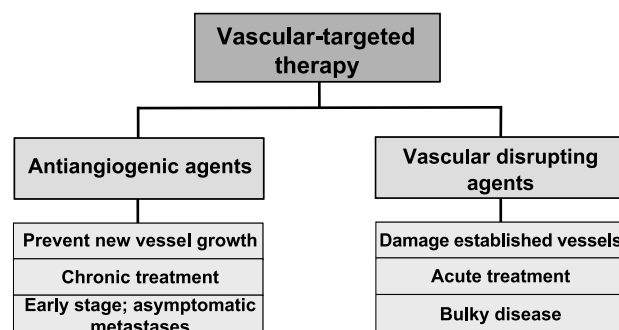 Vascular-targeted
therapy
Antiangiogenic agents
Vascular disrupting
agents
Prevent new vessel growth
Chronic treatment
Early stage; asymptomatic
metastases
Damage established vessels
Acute treatment
Bulky disease